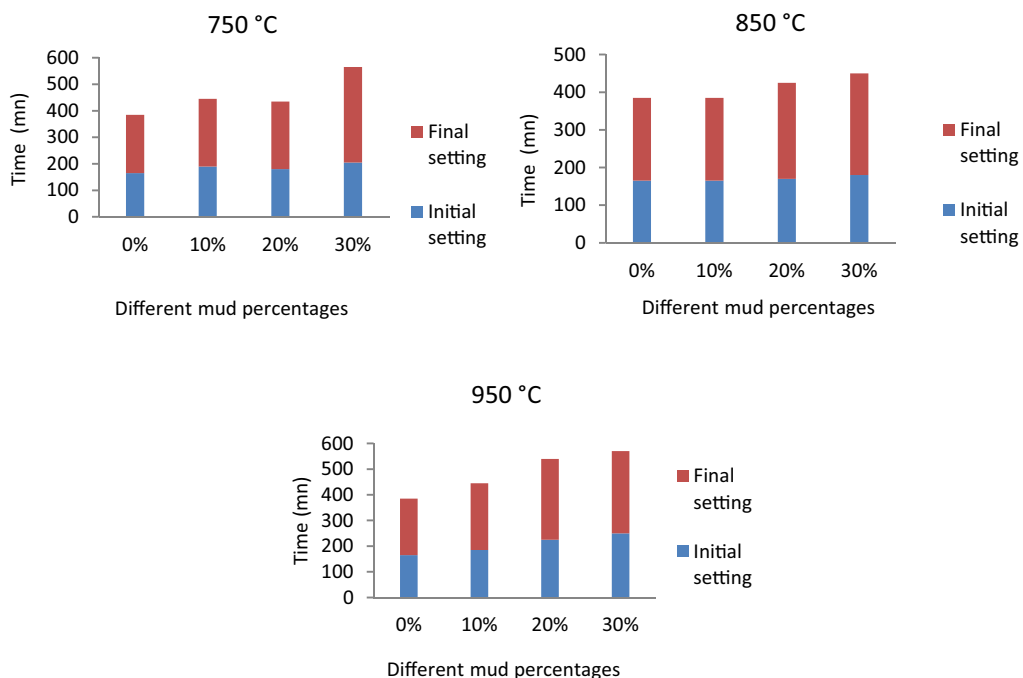 750 °C
600
500
400
300
200
100
0
Time (mn)
0% 10% 20% 30%
Different mud percentages
Final
setting
Initial
setting
850 °C
500
400
300
200
100
0
Time (mn)
0% 10% 20% 30%
Different mud percentages
Final
setting
Initial
setting
950 °C
600
500
400
300
200
100
0
Time (mn)
0% 10% 20% 30%
Different mud percentages
Final
setting
Initial
setting